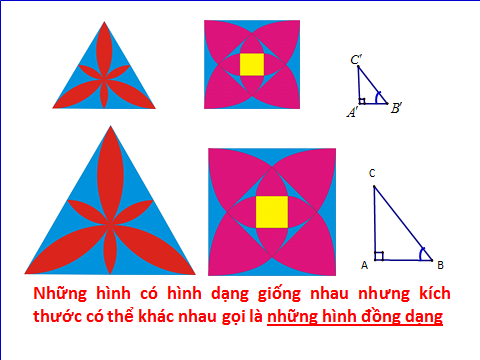 C'
A' B'
C
A B
Những hình có hình dạng giống nhau nhưng kích
thước có thể khác nhau gọi là những hình đồng dạng